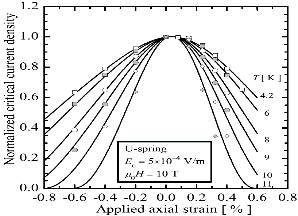 Normalized critical current density
1.2
1.0
0.8
0.6
0.4
0.2
0.0
T [ K ]
4.2
6
8
9
10
11
U-spring
Ec = 5×10⁻⁴ V/m
μ₀H = 10 T
-0.8 -0.6 -0.4 -0.2 0.0 0.2 0.4 0.6 0.8
Applied axial strain [ % ]